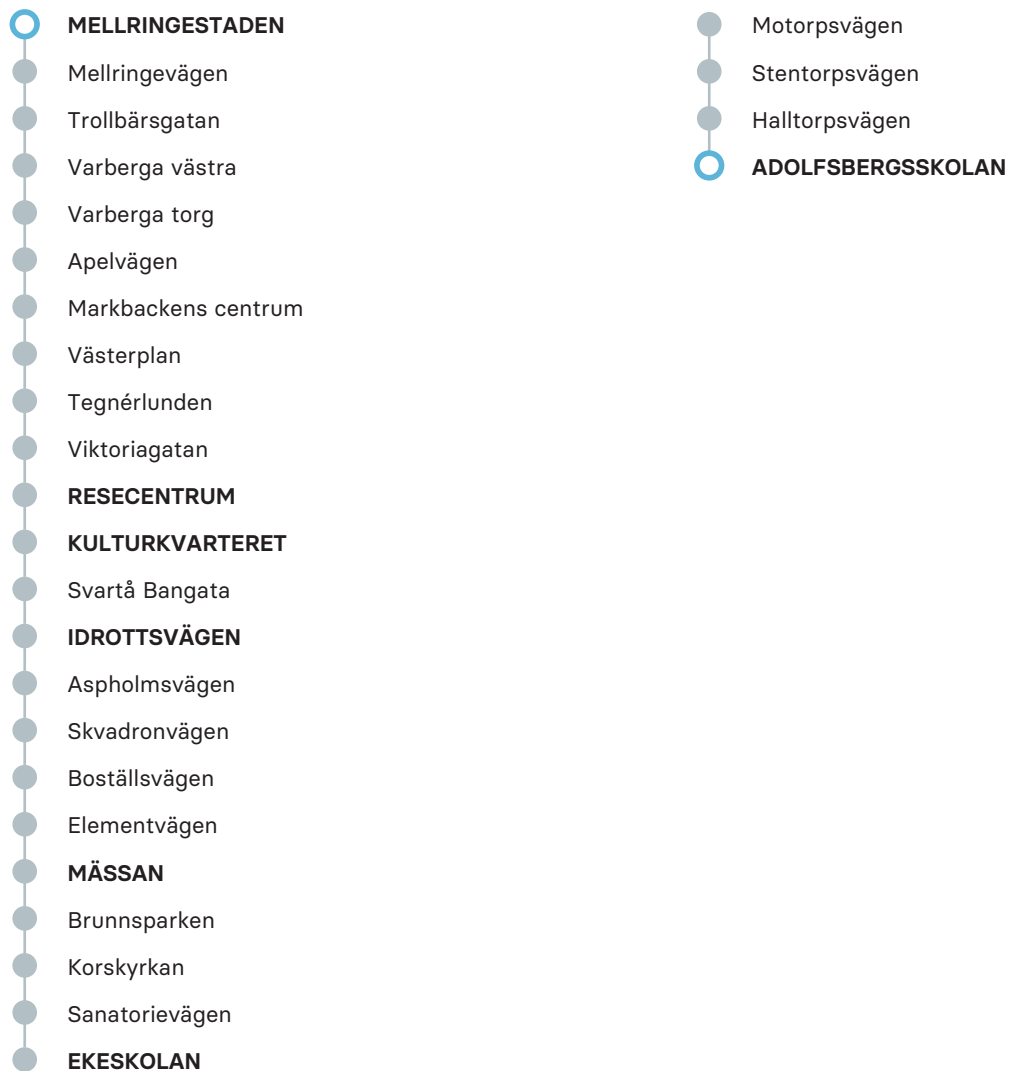 MELLRINGESTADEN
Mellringevägen
Trollbärsgatan
Varberga västra
Varberga torg
Apelvägen
Markbackens centrum
Västerplan
Tegnérlunden
Viktoriagatan
RESECENTRUM
KULTURKVARTERET
Svartå Bangata
IDROTTSVÄGEN
Aspholmsvägen
Skvadronvägen
Boställsvägen
Elementvägen
MÄSSAN
Brunnsparken
Korskyrkan
Sanatorievägen
EKESKOLAN
Motorpsvägen
Stentorpsvägen
Halltorpsvägen
ADOLFSBERGSSKOLAN